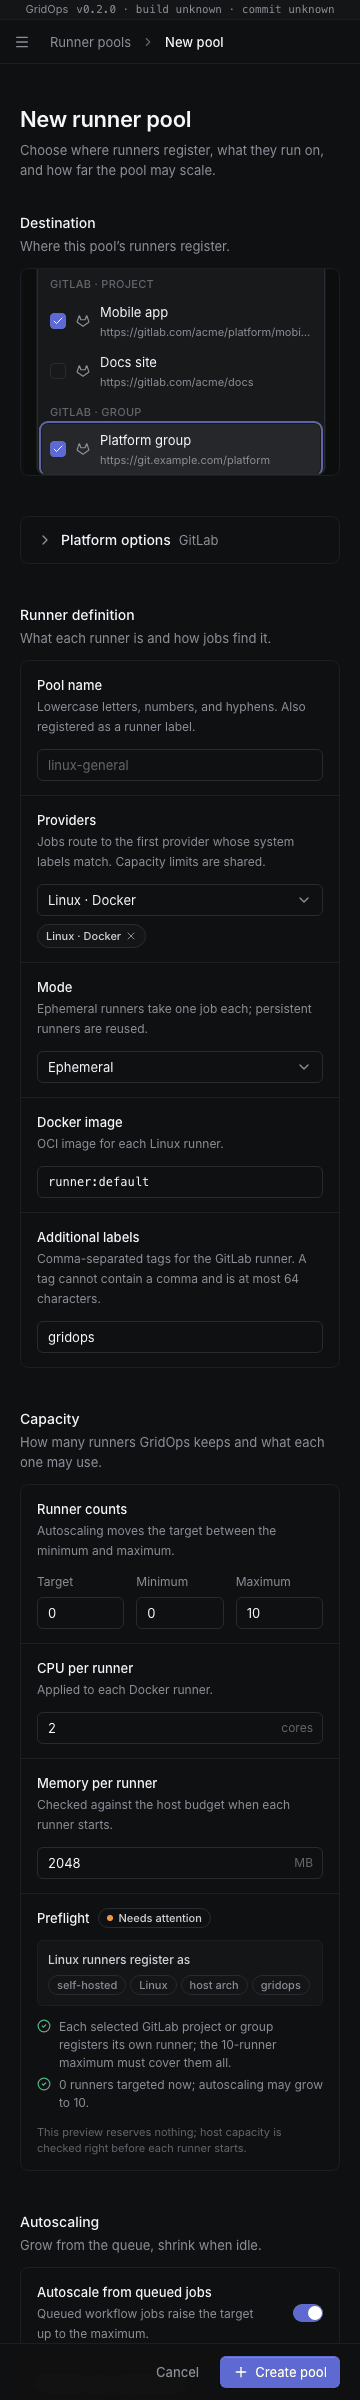 GridOps v0.2.0 · build unknown · commit unknown
Runner pools > New pool
New runner pool
Choose where runners register, what they run on,
and how far the pool may scale.
Destination
Where this pool’s runners register.
GITLAB · PROJECT
Mobile app
https://gitlab.com/acme/platform/mobi...
Docs site
https://gitlab.com/acme/docs
GITLAB · GROUP
Platform group
https://git.example.com/platform
Platform options GitLab
Runner definition
What each runner is and how jobs find it.
Pool name
Lowercase letters, numbers, and hyphens. Also
registered as a runner label.
linux-general
Providers
Jobs route to the first provider whose system
labels match. Capacity limits are shared.
Linux · Docker
Linux · Docker
Mode
Ephemeral runners take one job each; persistent
runners are reused.
Ephemeral
Docker image
OCI image for each Linux runner.
runner:default
Additional labels
Comma-separated tags for the GitLab runner. A
tag cannot contain a comma and is at most 64
characters.
gridops
Capacity
How many runners GridOps keeps and what each
one may use.
Runner counts
Autoscaling moves the target between the
minimum and maximum.
Target Minimum Maximum
0 0 10
CPU per runner
Applied to each Docker runner.
2 cores
Memory per runner
Checked against the host budget when each
runner starts.
2048 MB
Preflight Needs attention
Linux runners register as
self-hosted Linux host arch gridops
Each selected GitLab project or group
registers its own runner; the 10-runner
maximum must cover them all.
0 runners targeted now; autoscaling may grow
to 10.
This preview reserves nothing; host capacity is
checked right before each runner starts.
Autoscaling
Grow from the queue, shrink when idle.
Autoscale from queued jobs
Queued workflow jobs raise the target
up to the maximum.
Cancel + Create pool